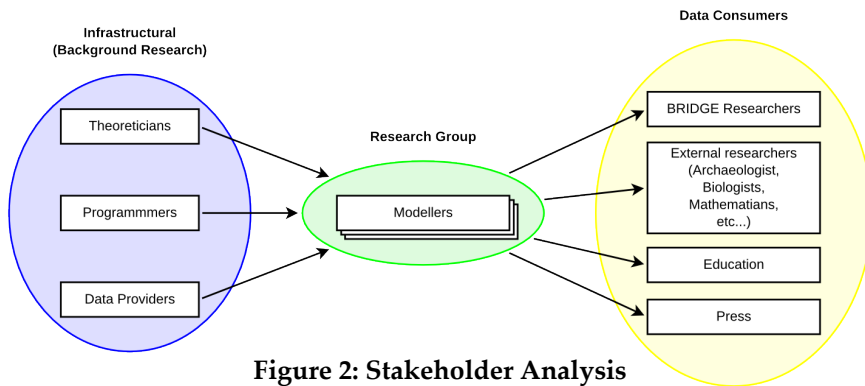 Infrastructural
(Background Research)
Theoreticians
Programmmers
Data Providers
Research Group
Modellers
Data Consumers
BRIDGE Researchers
External researchers
(Archaeologist,
Biologists,
Mathematians,
etc...)
Education
Press
Figure 2: Stakeholder Analysis